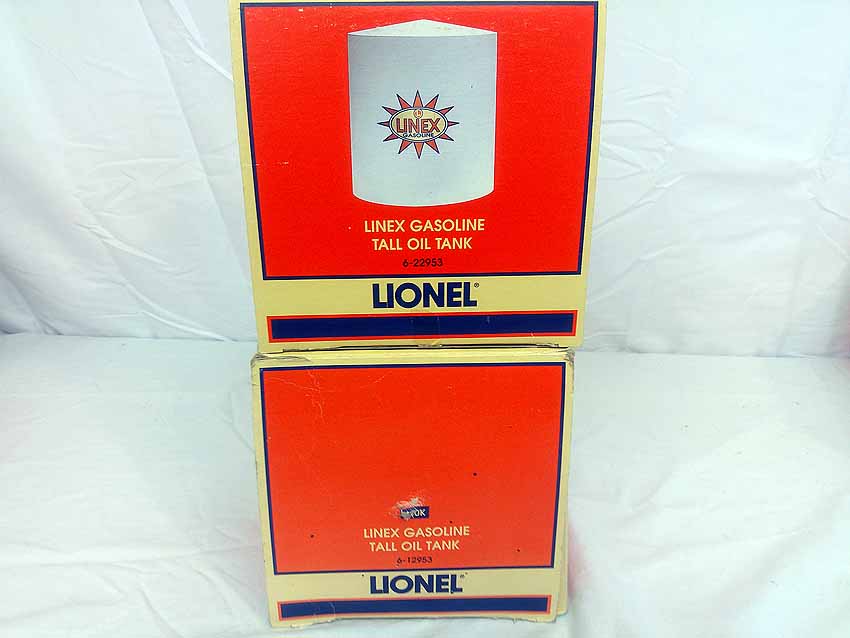 L
LINEX
GASOLINE
LINEX GASOLINE
TALL OIL TANK
6-22953
LIONEL®
LINEX GASOLINE
TALL OIL TANK
6-12953
LIONEL®